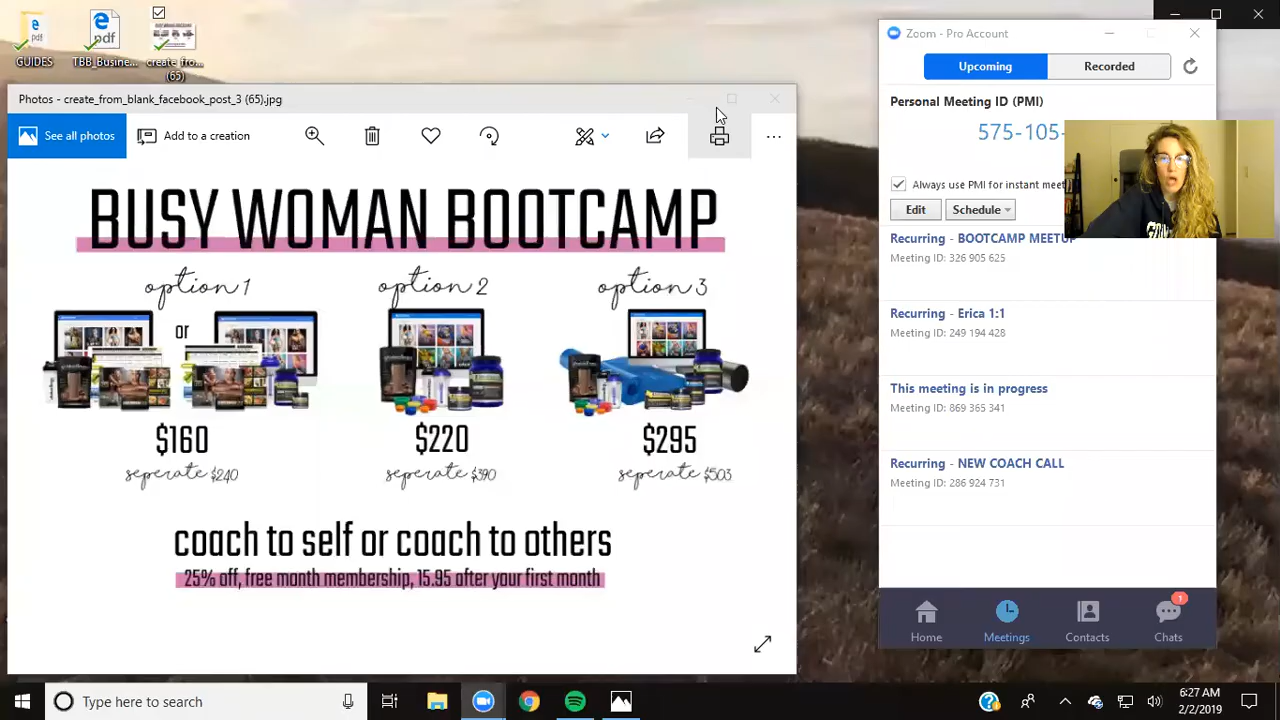 GUIDES
TBB_Busine...
create_fro...
(65)
Photos - create_from_blank_facebook_post_3 (65).jpg
See all photos
Add to a creation
BUSY WOMAN BOOTCAMP
option 1
option 2
option 3
or
$160
$220
$295
seperate $240
seperate $390
seperate $503
coach to self or coach to others
25% off, free month membership, 15.95 after your first month
Zoom - Pro Account
Upcoming
Recorded
Personal Meeting ID (PMI)
575-105-
Always use PMI for instant meet
Edit
Schedule
Recurring - BOOTCAMP MEETUP
Meeting ID: 326 905 625
Recurring - Erica 1:1
Meeting ID: 249 194 428
This meeting is in progress
Meeting ID: 869 365 341
Recurring - NEW COACH CALL
Meeting ID: 286 924 731
1
Home
Meetings
Contacts
Chats
Type here to search
6:27 AM
2/2/2019